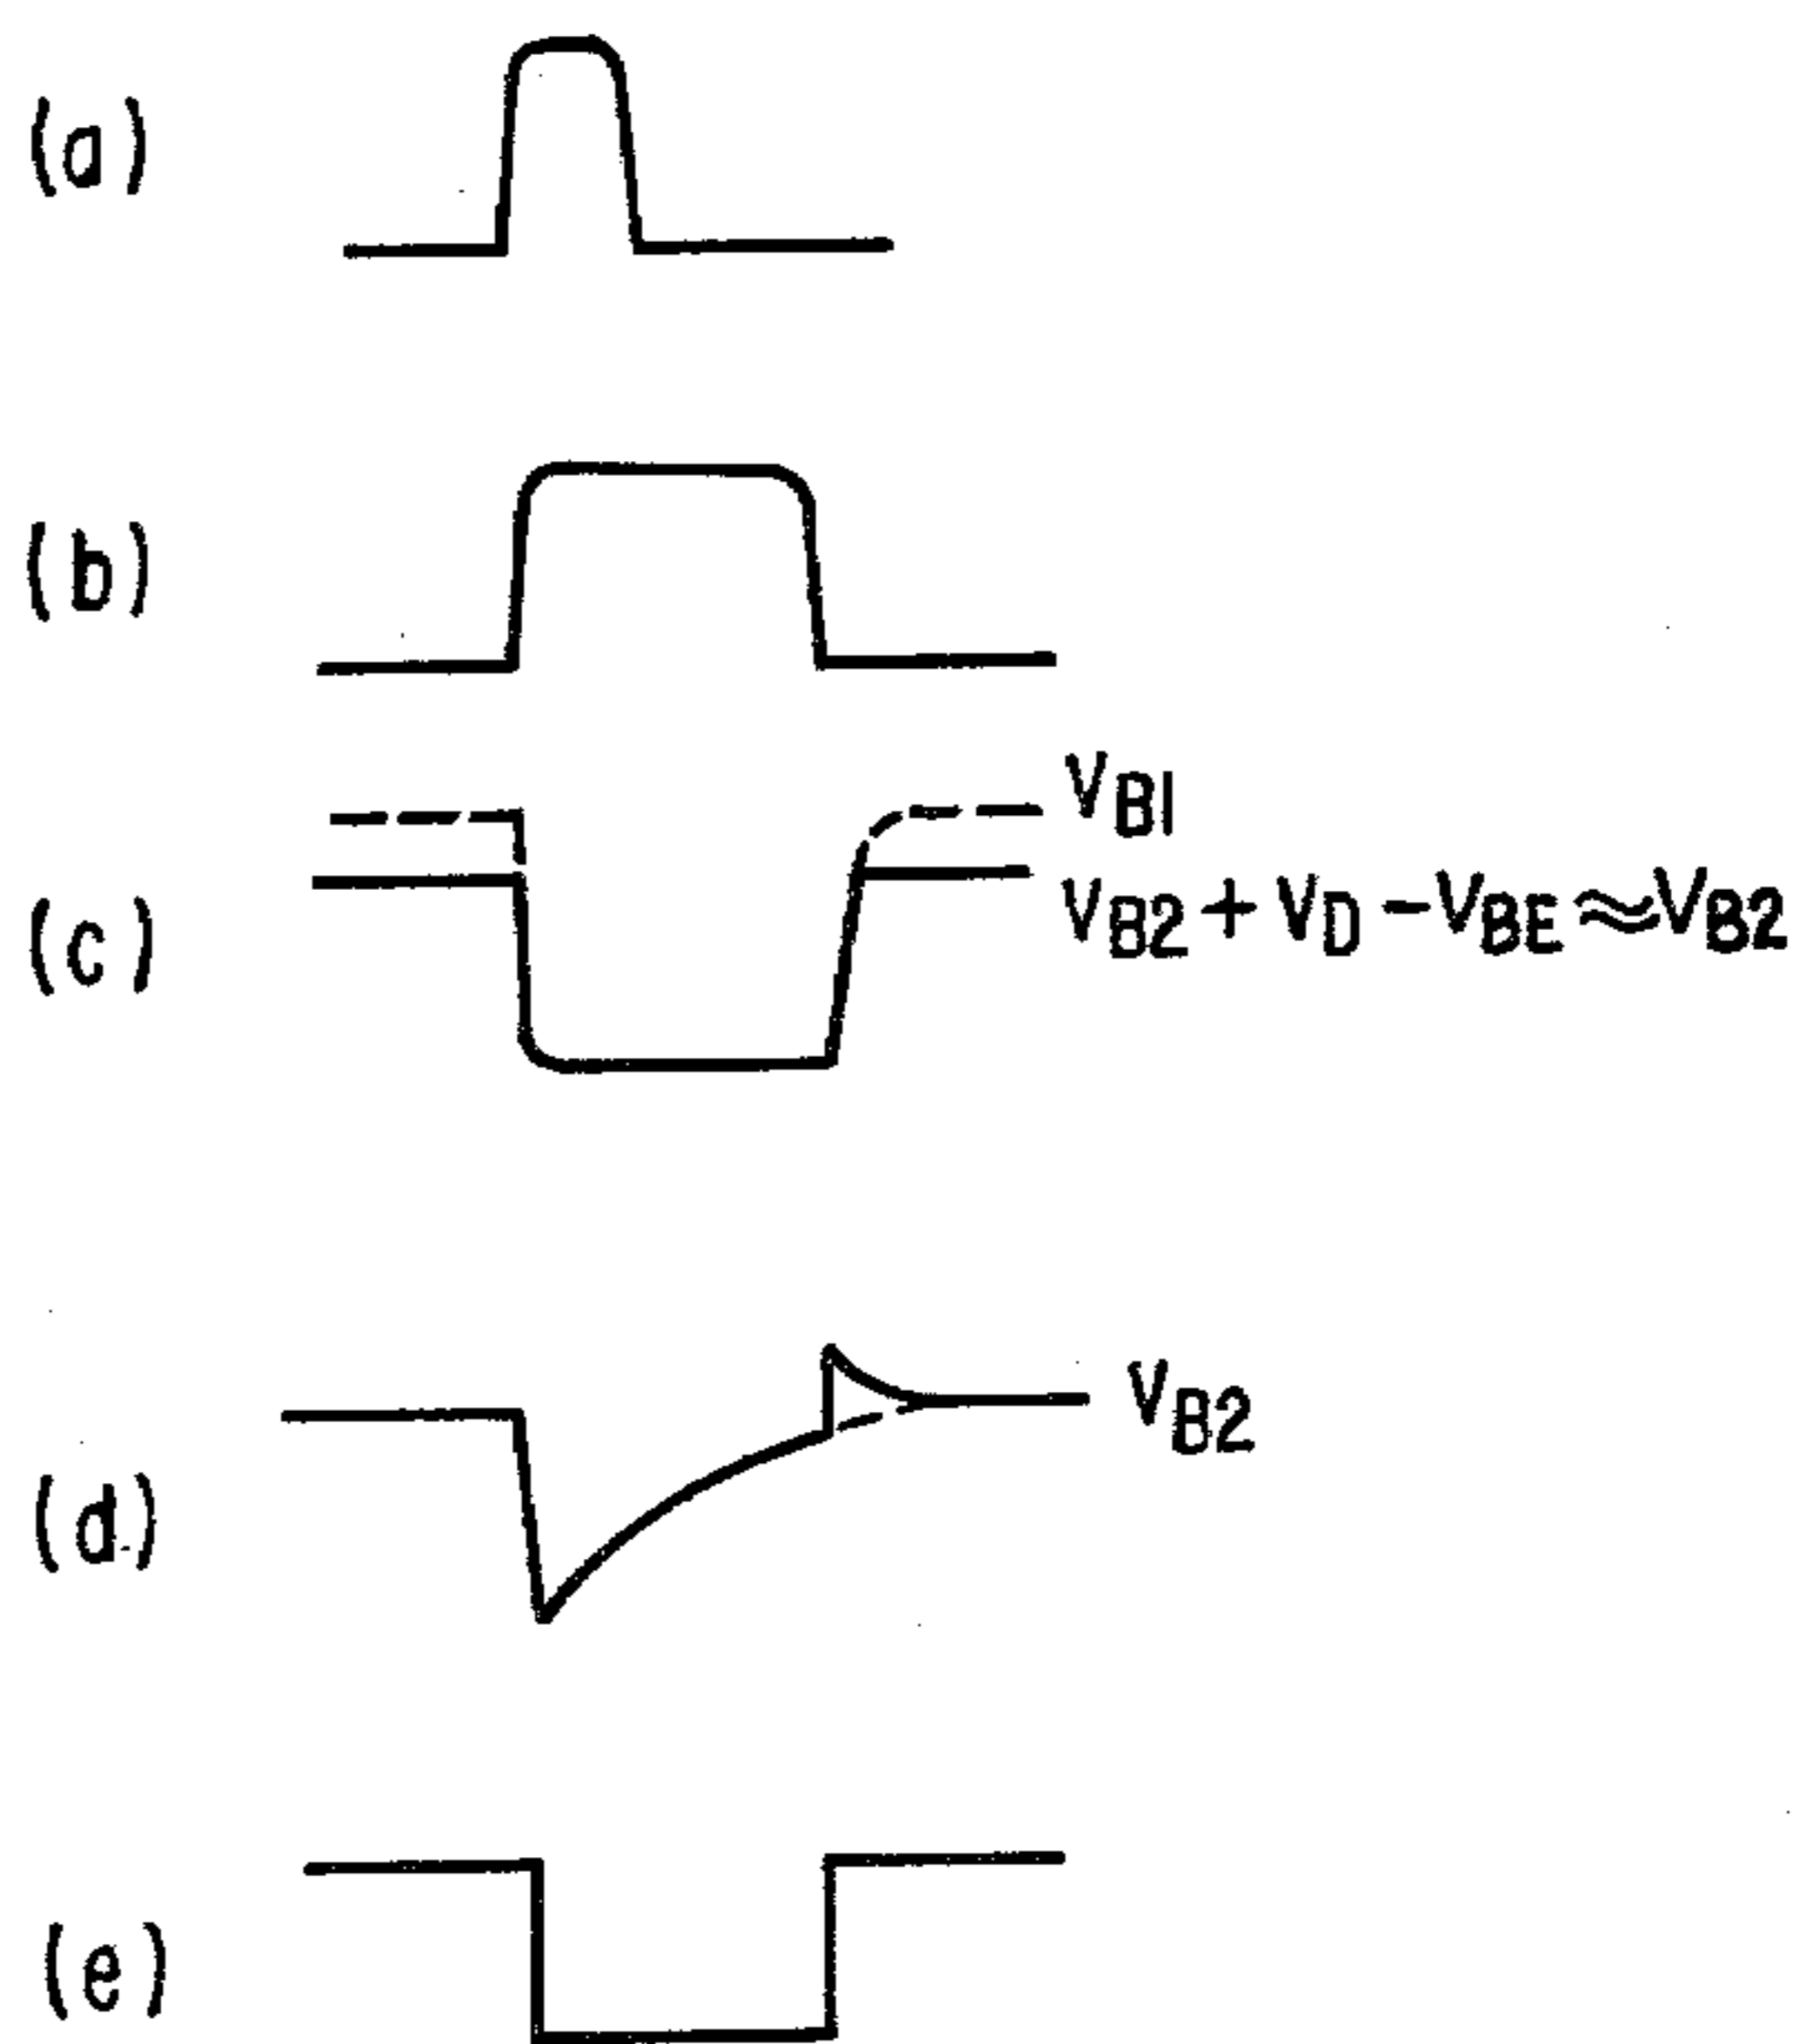 (a)
(b)
VB1
(c)
VB2 + VD - VBE ≈ VB2
(d)
VB2
(e)